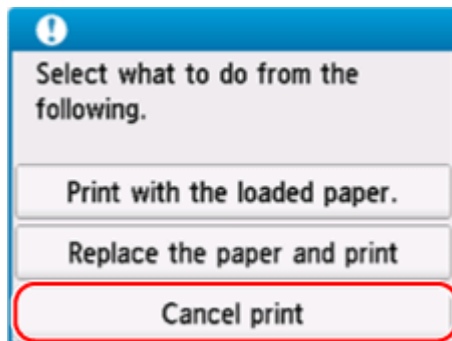 Select what to do from the
following.
Print with the loaded paper.
Replace the paper and print
Cancel print